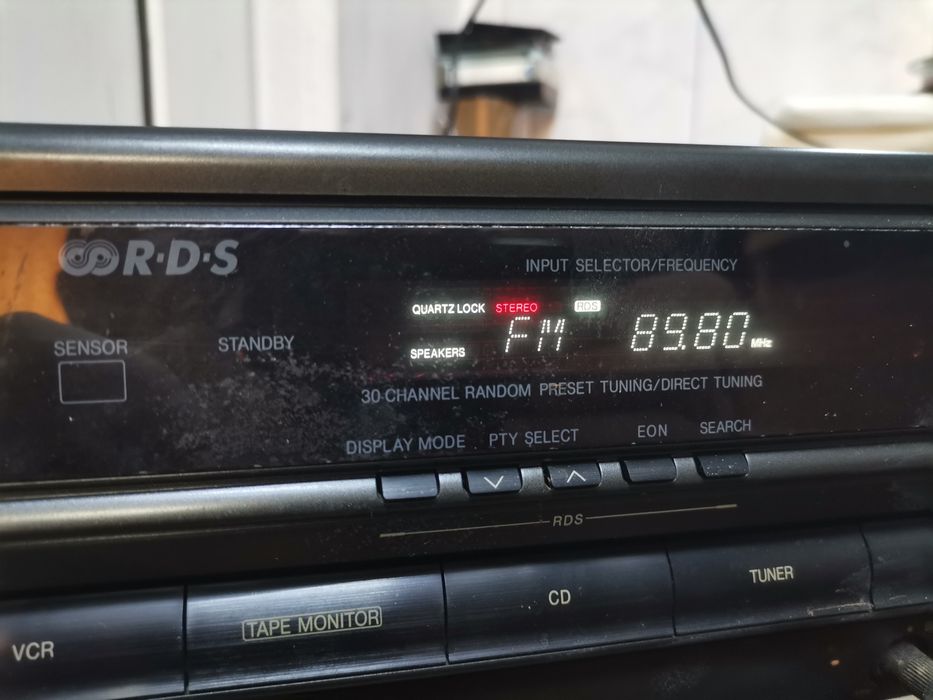 R·D·S
INPUT SELECTOR/FREQUENCY
QUARTZ LOCK STEREO RDS
FM 89.80 MHz
SPEAKERS
SENSOR
STANDBY
30-CHANNEL RANDOM PRESET TUNING/DIRECT TUNING
DISPLAY MODE PTY SELECT EON SEARCH
RDS
VCR TAPE MONITOR CD TUNER